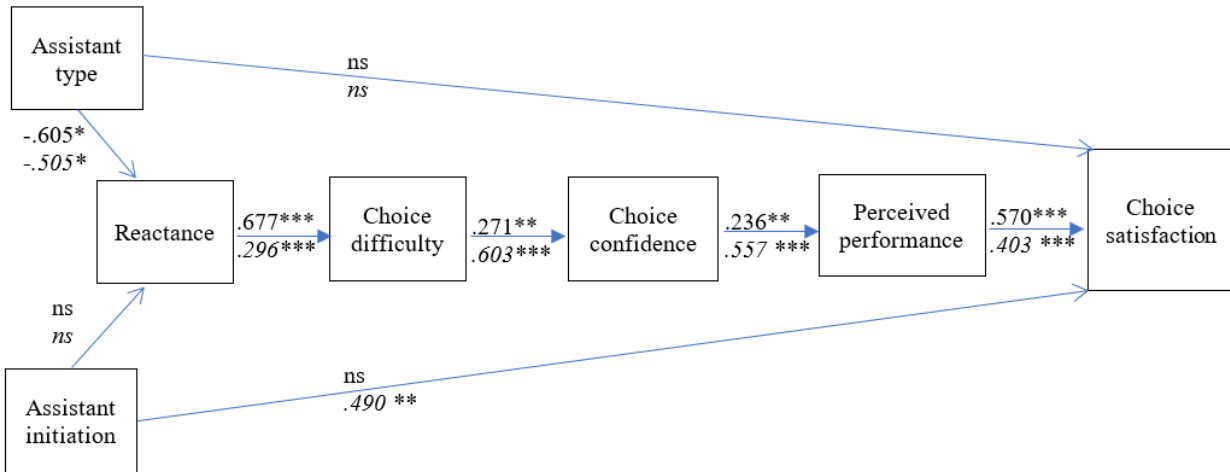 Assistant
type
ns
ns
-.605*
-.505*
Reactance
.677***
.296***
Choice
difficulty
.271**
.603***
Choice
confidence
.236**
.557 ***
Perceived
performance
.570***
.403 ***
Choice
satisfaction
ns
ns
ns
.490 **
Assistant
initiation